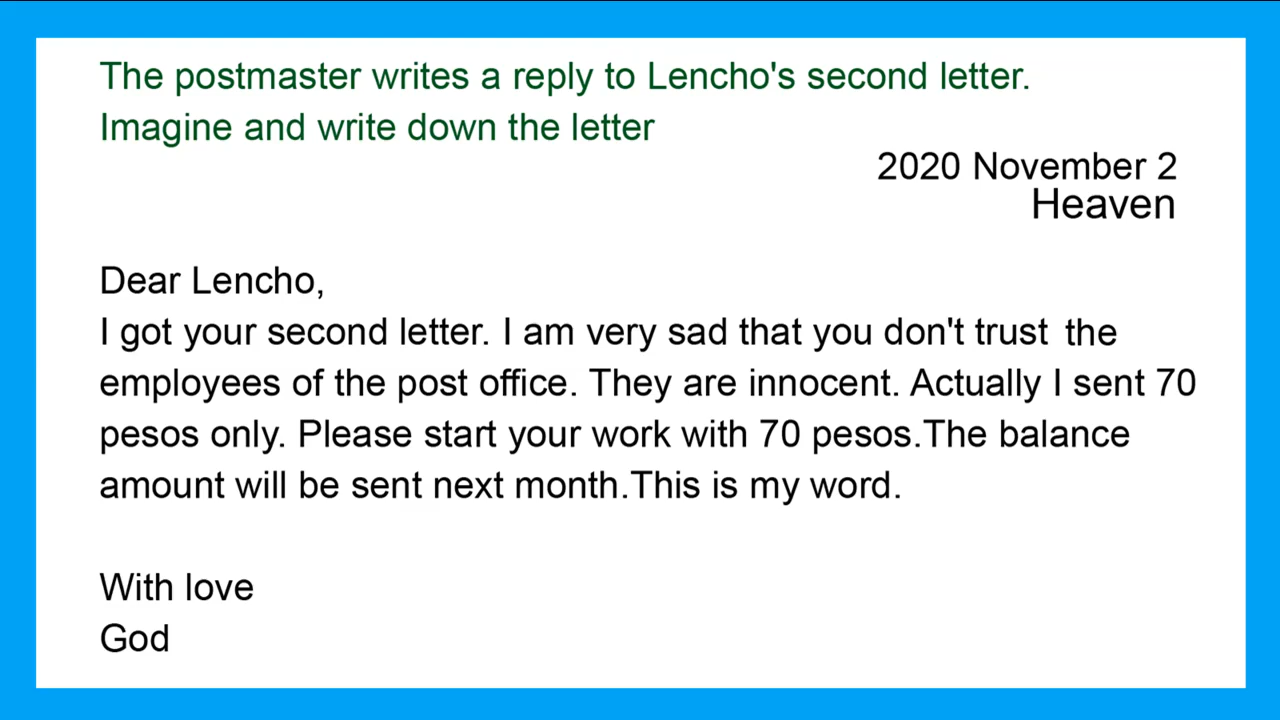 The postmaster writes a reply to Lencho's second letter.
Imagine and write down the letter
2020 November 2
Heaven
Dear Lencho,
I got your second letter. I am very sad that you don't trust the
employees of the post office. They are innocent. Actually I sent 70
pesos only. Please start your work with 70 pesos.The balance
amount will be sent next month.This is my word.
With love
God